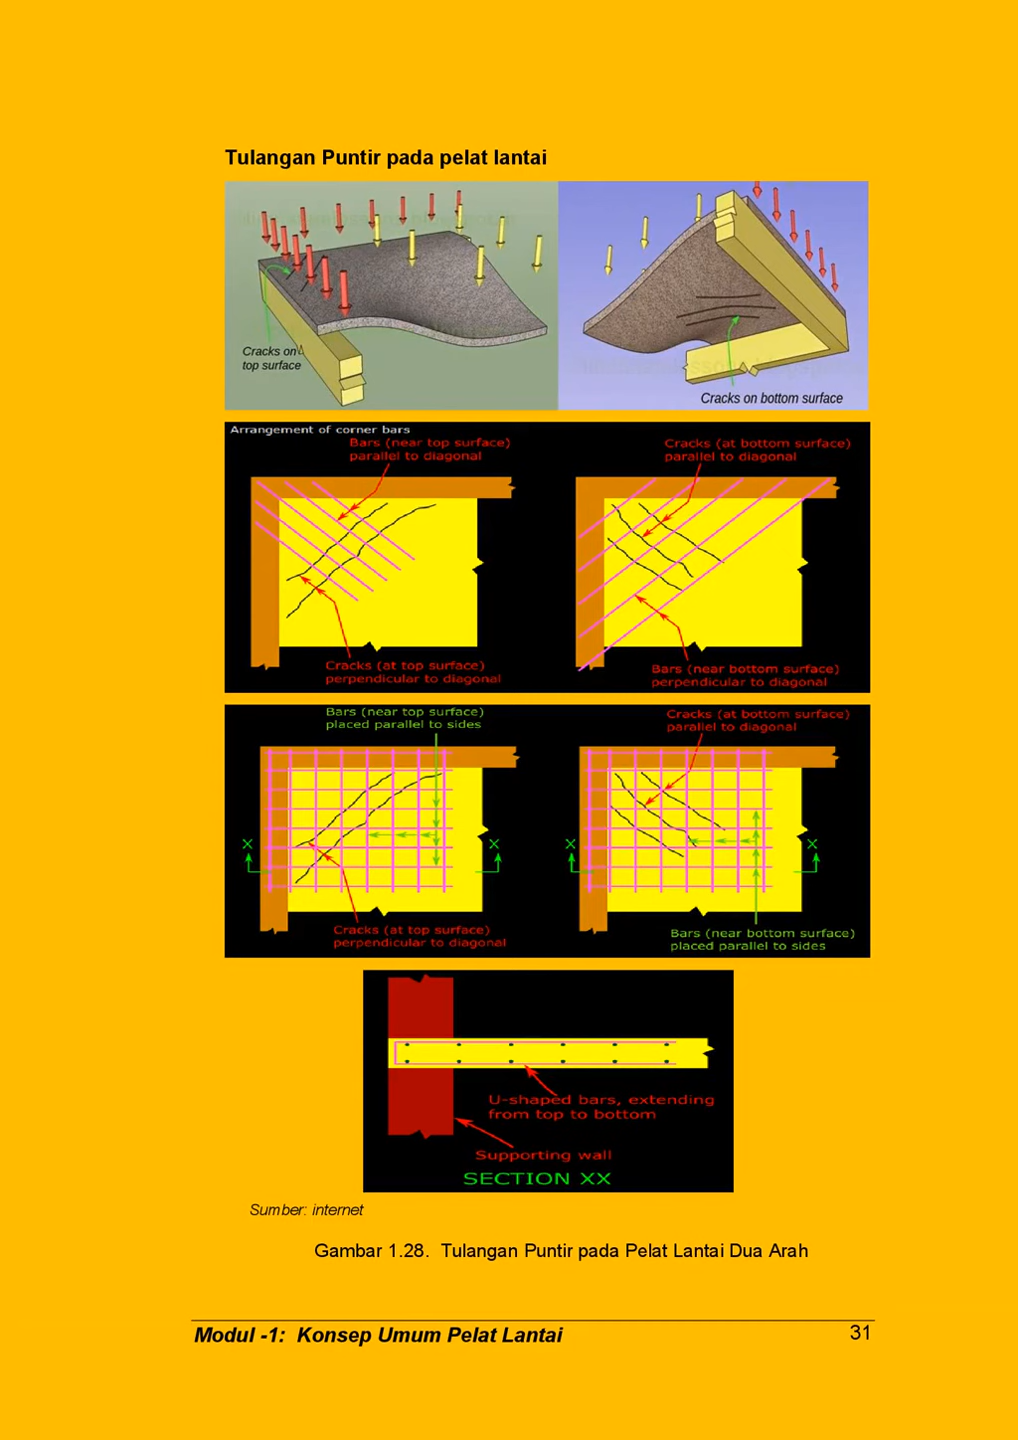 Tulangan Puntir pada pelat lantai
Cracks on
top surface
Cracks on bottom surface
Arrangement of corner bars
Bars (near top surface)
parallel to diagonal
Cracks (at bottom surface)
parallel to diagonal
Cracks (at top surface)
perpendicular to diagonal
Bars (near bottom surface)
perpendicular to diagonal
Bars (near top surface)
placed parallel to sides
Cracks (at bottom surface)
parallel to diagonal
X X X X
Cracks (at top surface)
perpendicular to diagonal
Bars (near bottom surface)
placed parallel to sides
U-shaped bars, extending
from top to bottom
Supporting wall
SECTION XX
Sumber: internet
Gambar 1.28. Tulangan Puntir pada Pelat Lantai Dua Arah
Modul -1: Konsep Umum Pelat Lantai 31